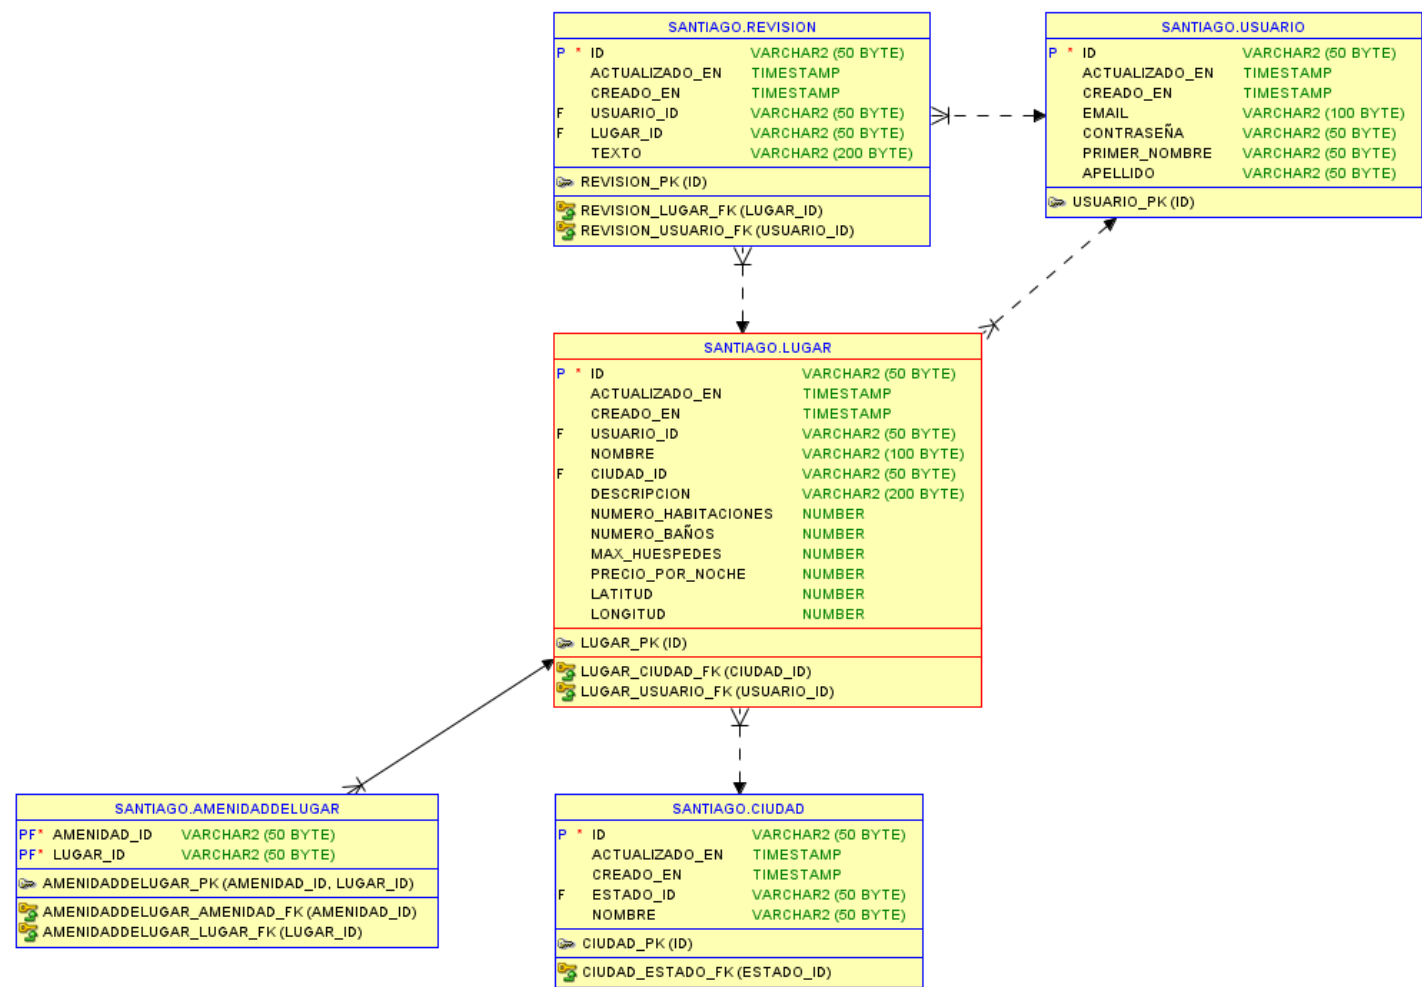 SANTIAGO.REVISION
P * ID VARCHAR2 (50 BYTE)
ACTUALIZADO_EN TIMESTAMP
CREADO_EN TIMESTAMP
F USUARIO_ID VARCHAR2 (50 BYTE)
F LUGAR_ID VARCHAR2 (50 BYTE)
TEXTO VARCHAR2 (200 BYTE)
REVISION_PK (ID)
REVISION_LUGAR_FK (LUGAR_ID)
REVISION_USUARIO_FK (USUARIO_ID)
SANTIAGO.USUARIO
P * ID VARCHAR2 (50 BYTE)
ACTUALIZADO_EN TIMESTAMP
CREADO_EN TIMESTAMP
EMAIL VARCHAR2 (100 BYTE)
CONTRASEÑA VARCHAR2 (50 BYTE)
PRIMER_NOMBRE VARCHAR2 (50 BYTE)
APELLIDO VARCHAR2 (50 BYTE)
USUARIO_PK (ID)
SANTIAGO.LUGAR
P * ID VARCHAR2 (50 BYTE)
ACTUALIZADO_EN TIMESTAMP
CREADO_EN TIMESTAMP
F USUARIO_ID VARCHAR2 (50 BYTE)
NOMBRE VARCHAR2 (100 BYTE)
F CIUDAD_ID VARCHAR2 (50 BYTE)
DESCRIPCION VARCHAR2 (200 BYTE)
NUMERO_HABITACIONES NUMBER
NUMERO_BAÑOS NUMBER
MAX_HUESPEDES NUMBER
PRECIO_POR_NOCHE NUMBER
LATITUD NUMBER
LONGITUD NUMBER
LUGAR_PK (ID)
LUGAR_CIUDAD_FK (CIUDAD_ID)
LUGAR_USUARIO_FK (USUARIO_ID)
SANTIAGO.AMENIDADDELUGAR
PF* AMENIDAD_ID VARCHAR2 (50 BYTE)
PF* LUGAR_ID VARCHAR2 (50 BYTE)
AMENIDADDELUGAR_PK (AMENIDAD_ID, LUGAR_ID)
AMENIDADDELUGAR_AMENIDAD_FK (AMENIDAD_ID)
AMENIDADDELUGAR_LUGAR_FK (LUGAR_ID)
SANTIAGO.CIUDAD
P * ID VARCHAR2 (50 BYTE)
ACTUALIZADO_EN TIMESTAMP
CREADO_EN TIMESTAMP
F ESTADO_ID VARCHAR2 (50 BYTE)
NOMBRE VARCHAR2 (50 BYTE)
CIUDAD_PK (ID)
CIUDAD_ESTADO_FK (ESTADO_ID)